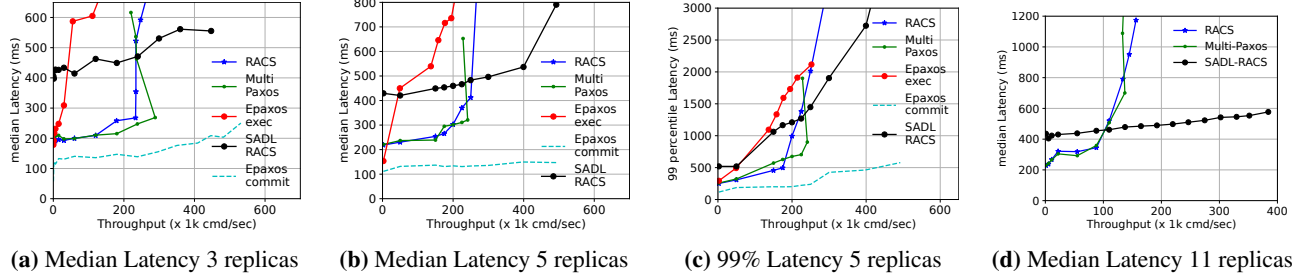 median Latency (ms)
600
500
400
300
200
100
0
0
200
400
600
Throughput (x 1k cmd/sec)
RACS
Multi
Paxos
Epaxos
exec
SADL
RACS
Epaxos
commit
(a) Median Latency 3 replicas
median Latency (ms)
800
700
600
500
400
300
200
100
0
0
200
400
600
Throughput (x 1k cmd/sec)
RACS
Multi
Paxos
Epaxos
exec
Epaxos
commit
SADL
RACS
(b) Median Latency 5 replicas
99 percentile Latency (ms)
3000
2500
2000
1500
1000
500
0
0
200
400
600
Throughput (x 1k cmd/sec)
RACS
Multi
Paxos
Epaxos
exec
Epaxos
commit
SADL
RACS
(c) 99% Latency 5 replicas
median Latency (ms)
1200
1000
800
600
400
200
0
0
100
200
300
400
Throughput (x 1k cmd/sec)
RACS
Multi-Paxos
SADL-RACS
(d) Median Latency 11 replicas